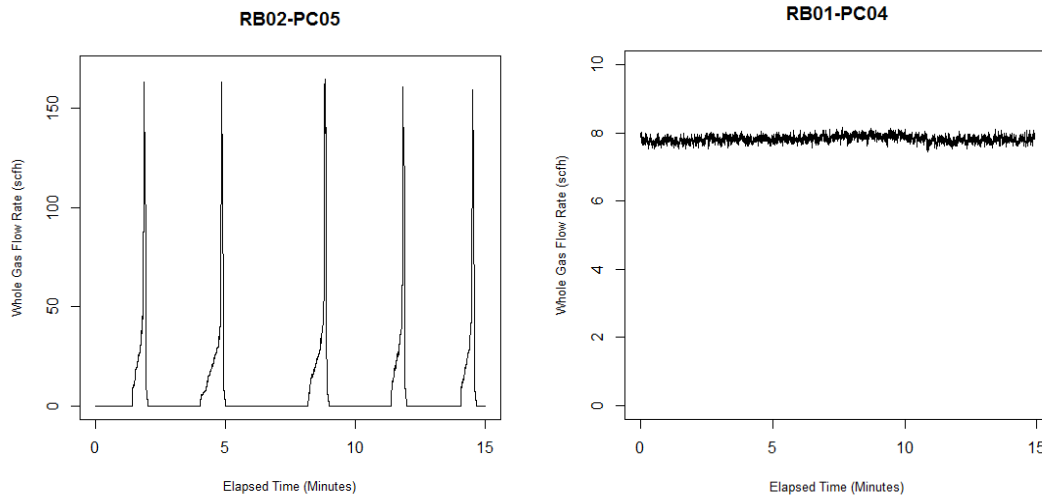 RB02-PC05
Whole Gas Flow Rate (scfh)
150
100
50
0
0 5 10 15
Elapsed Time (Minutes)
RB01-PC04
Whole Gas Flow Rate (scfh)
10
8
6
4
2
0
0 5 10 15
Elapsed Time (Minutes)